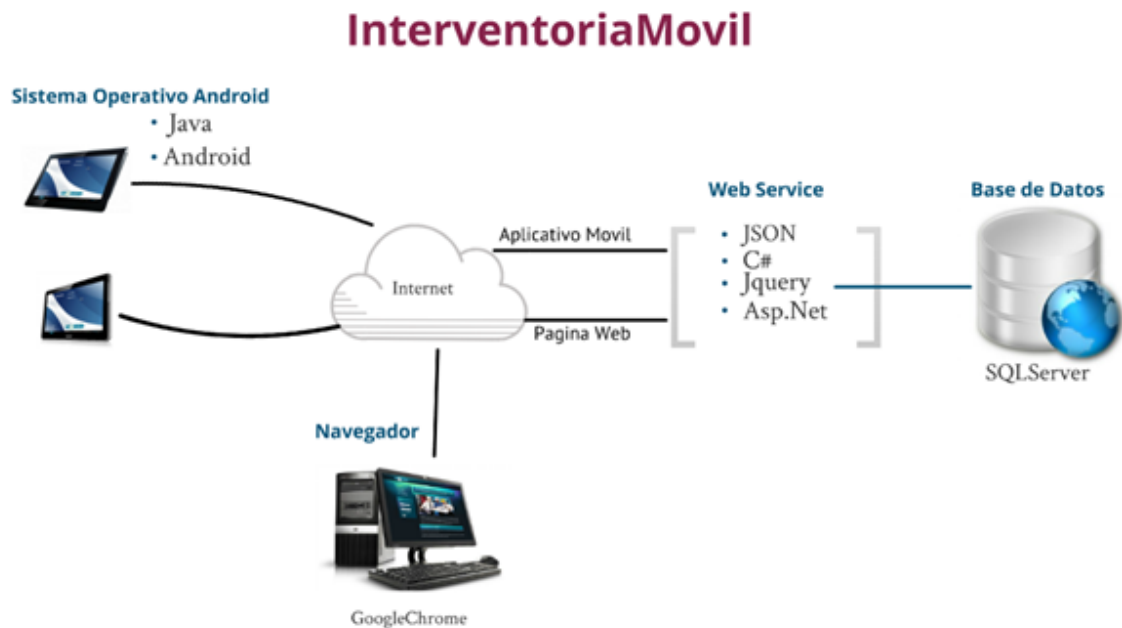 InterventoriaMovil
Sistema Operativo Android
• Java
• Android
Web Service
• JSON
• C#
• Jquery
• Asp.Net
Base de Datos
SQLServer
Aplicativo Movil
Internet
Pagina Web
Navegador
GoogleChrome